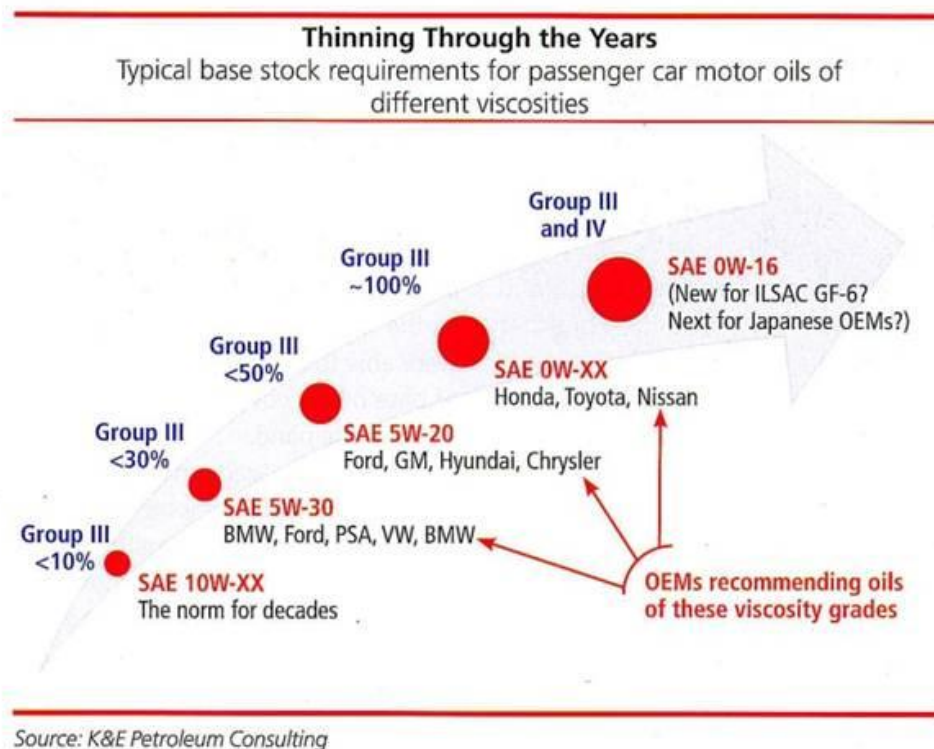 Thinning Through the Years
Typical base stock requirements for passenger car motor oils of
different viscosities
Group III
and IV
SAE 0W-16
(New for ILSAC GF-6?
Next for Japanese OEMs?)
Group III
~100%
SAE 0W-XX
Honda, Toyota, Nissan
Group III
<50%
SAE 5W-20
Ford, GM, Hyundai, Chrysler
Group III
<30%
SAE 5W-30
BMW, Ford, PSA, VW, BMW
Group III
<10%
SAE 10W-XX
The norm for decades
OEMs recommending oils
of these viscosity grades
Source: K&E Petroleum Consulting